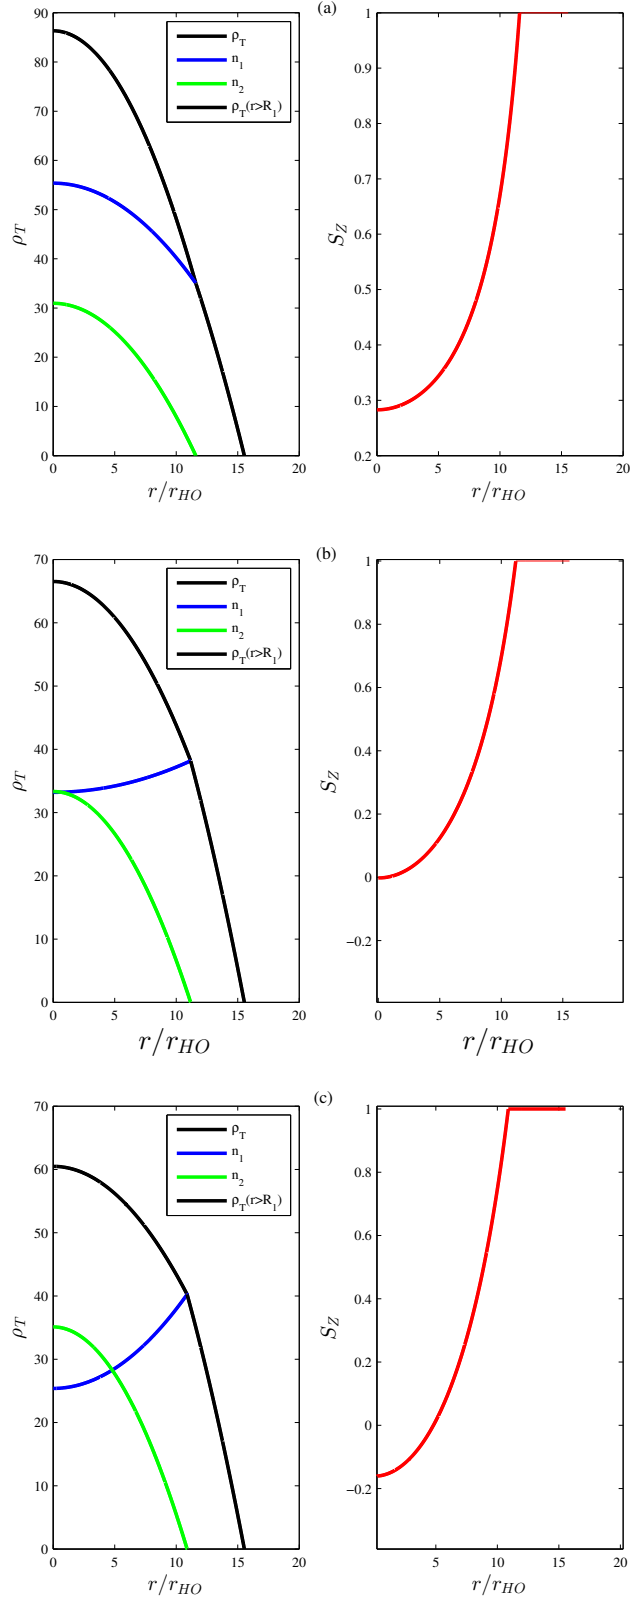 (a)
90
80
70
60
50
40
30
20
10
0
ρ_T
0 5 10 15 20
r/r_HO
ρ_T
n_1
n_2
ρ_T(r>R_1)
1
0.9
0.8
0.7
0.6
0.5
0.4
0.3
0.2
S_Z
0 5 10 15 20
r/r_HO
(b)
70
60
50
40
30
20
10
0
ρ_T
0 5 10 15 20
r/r_HO
ρ_T
n_1
n_2
ρ_T(r>R_1)
1
0.8
0.6
0.4
0.2
0
−0.2
S_Z
0 5 10 15
r/r_HO
(c)
70
60
50
40
30
20
10
0
ρ_T
0 5 10 15 20
r/r_HO
ρ_T
n_1
n_2
ρ_T(r>R_1)
1
0.8
0.6
0.4
0.2
0
−0.2
S_Z
5 10 15 20
r/r_HO